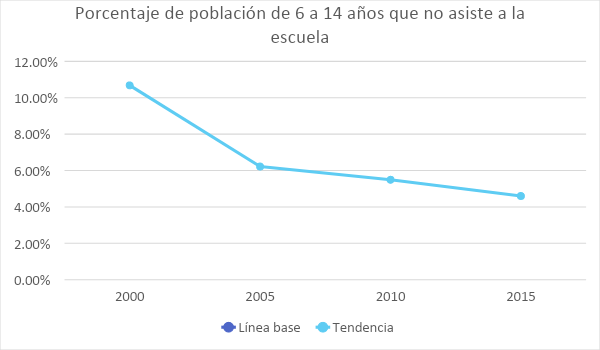 Porcentaje de población de 6 a 14 años que no asiste a la
escuela
12.00%
10.00%
8.00%
6.00%
4.00%
2.00%
0.00%
2000 2005 2010 2015
Línea base Tendencia